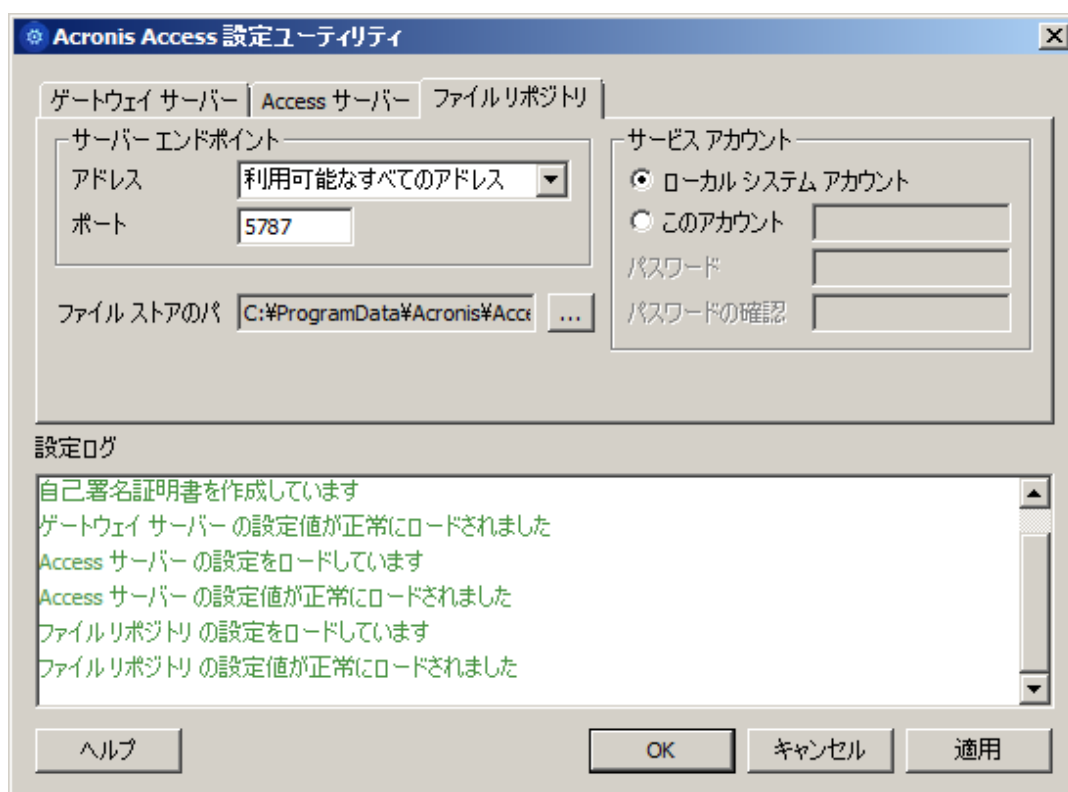 Acronis Access 設定ユーティリティ
ゲートウェイ サーバー
Access サーバー
ファイル リポジトリ
サーバー エンドポイント
アドレス
利用可能なすべてのアドレス
ポート
5787
ファイル ストアのパ
C:¥ProgramData¥Acronis¥Acce
...
サービス アカウント
ローカル システム アカウント
このアカウント
パスワード
パスワードの確認
設定ログ
自己署名証明書を作成しています
ゲートウェイ サーバー の設定値が正常にロードされました
Access サーバー の設定をロードしています
Access サーバー の設定値が正常にロードされました
ファイル リポジトリ の設定をロードしています
ファイル リポジトリ の設定値が正常にロードされました
ヘルプ
OK
キャンセル
適用